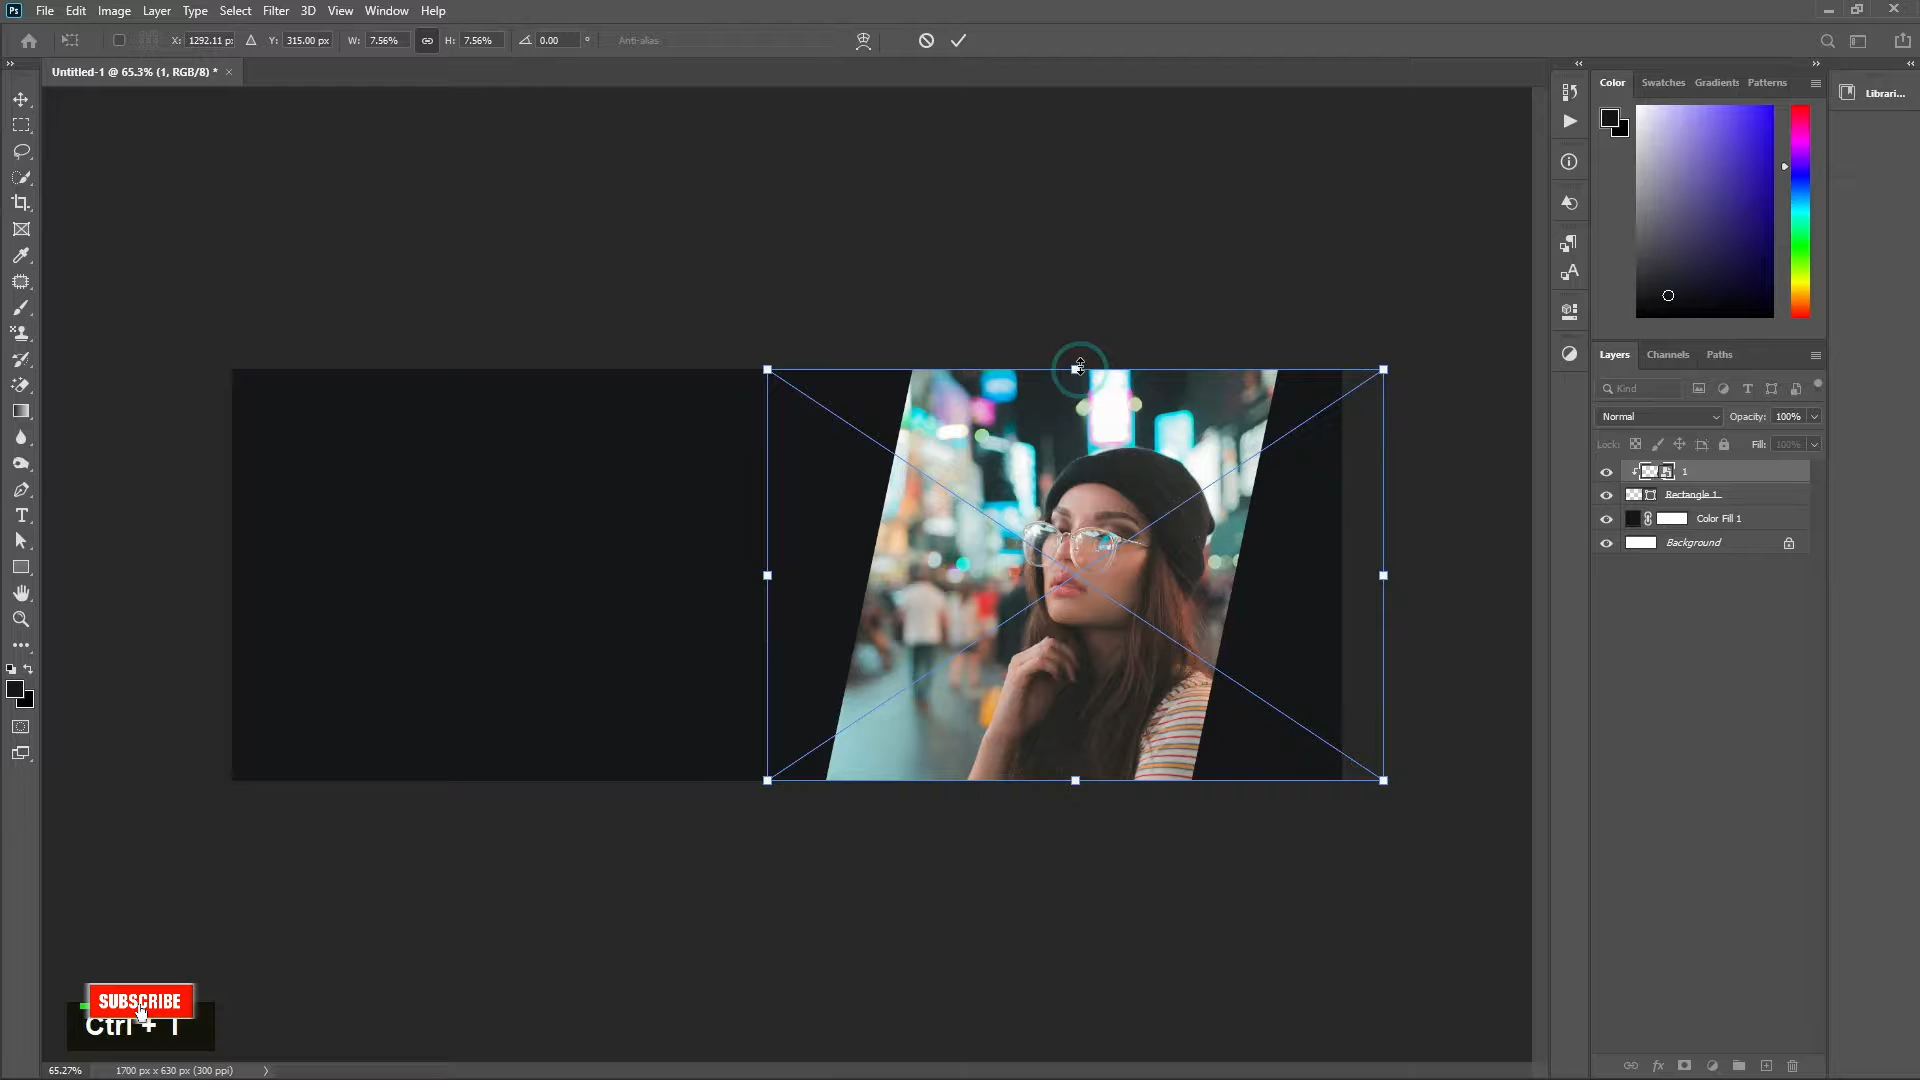 Ps File Edit Image Layer Type Select Filter 3D View Window Help
X: 1292.11 p: Y: 315.00 px W: 7.56% H: 7.56% 0.00 ° Anti-alias
Untitled-1 @ 65.3% (1, RGB/8) * ×
Color Swatches Gradients Patterns
Librari...
Layers Channels Paths
Kind
Normal Opacity: 100%
Lock: Fill: 100%
1
Rectangle 1
Color Fill 1
Background
SUBSCRIBE
Ctrl + T
65.27% 1700 px x 630 px (300 ppi)